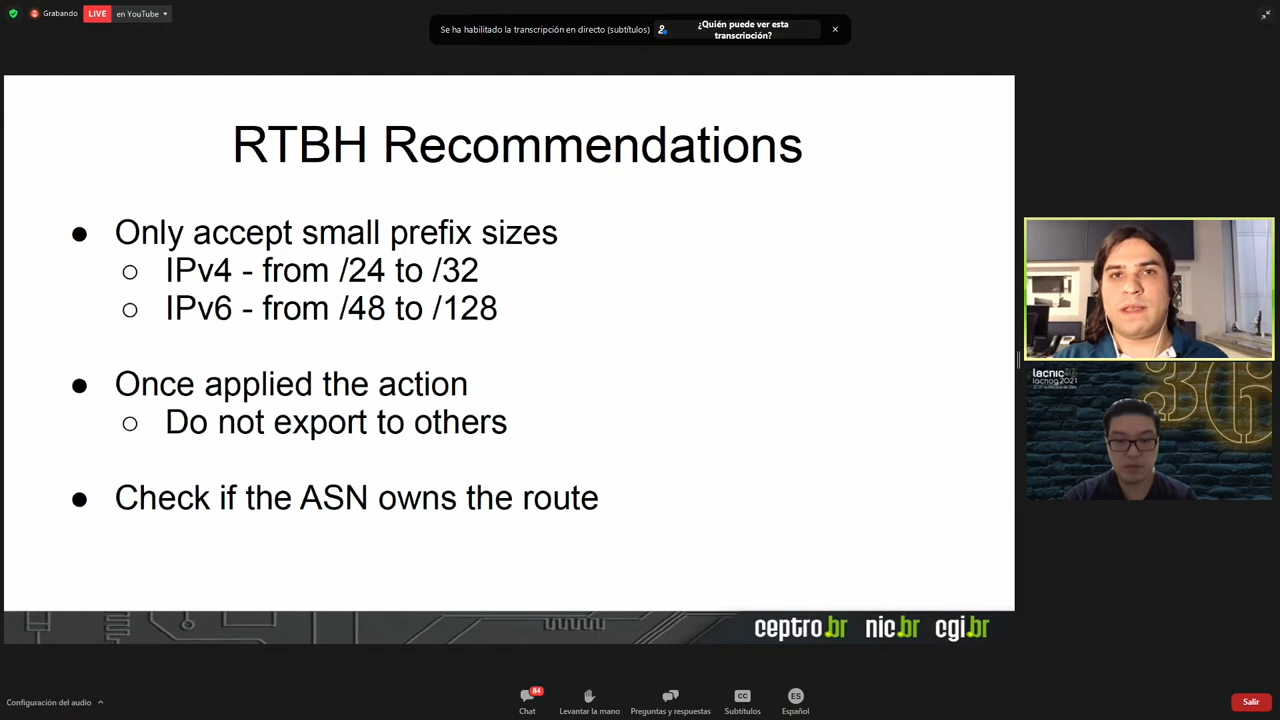 Grabando
LIVE
en YouTube
Se ha habilitado la transcripción en directo (subtítulos)
¿Quién puede ver esta
transcripción?
RTBH Recommendations
● Only accept small prefix sizes
○ IPv4 - from /24 to /32
○ IPv6 - from /48 to /128
● Once applied the action
○ Do not export to others
● Check if the ASN owns the route
lacnic36
lacnog2021
36
ceptro.br nic.br cgi.br
Configuración del audio
84
Chat
Levantar la mano
Preguntas y respuestas
CC
Subtítulos
ES
Español
Salir